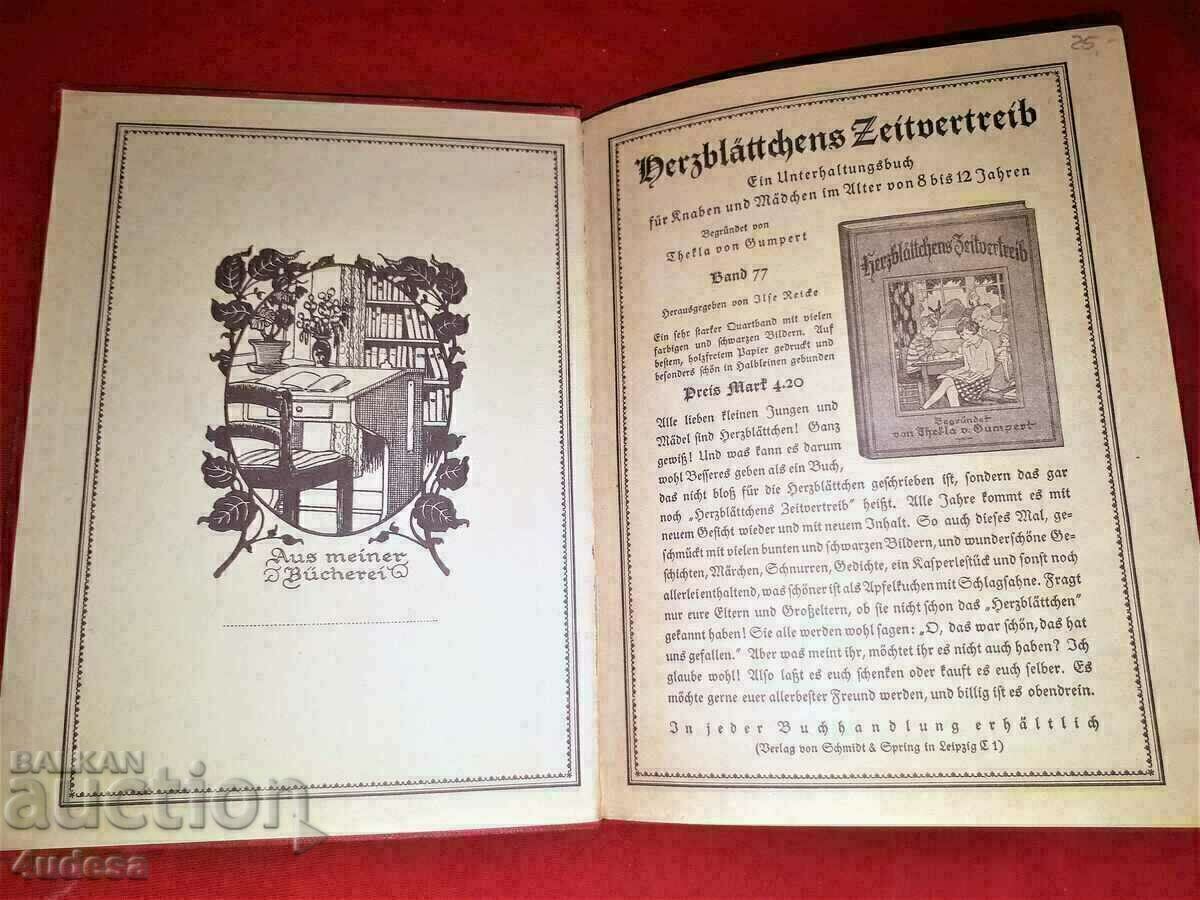 Aus meiner
Bücherei
25,-
Herzblättchens Zeitvertreib
Ein Unterhaltungsbuch
für Knaben und Mädchen im Alter von 8 bis 12 Jahren
Begründet von
Thekla von Gumpert
Band 77
Herausgegeben von Ilse Reicke
Ein sehr starker Quartband mit vielen
farbigen und schwarzen Bildern. Auf
bestem, holzfreiem Papier gedruckt und
besonders schön in Halbleinen gebunden
Preis Mark 4.20
Herzblättchens Zeitvertreib
Begründet
von Thekla v. Gumpert
Alle lieben kleinen Jungen und
Mädel sind Herzblättchen! Ganz
gewiß! Und was kann es darum
wohl Besseres geben als ein Buch,
das nicht bloß für die Herzblättchen geschrieben ist, sondern das gar
noch „Herzblättchens Zeitvertreib" heißt. Alle Jahre kommt es mit
neuem Gesicht wieder und mit neuem Inhalt. So auch dieses Mal, ge-
schmückt mit vielen bunten und schwarzen Bildern, und wunderschöne Ge-
schichten, Märchen, Schnurren, Gedichte, ein Kasperlestück und sonst noch
allerlei enthaltend, was schöner ist als Apfelkuchen mit Schlagsahne. Fragt
nur eure Eltern und Großeltern, ob sie nicht schon das „Herzblättchen"
gekannt haben! Sie alle werden wohl sagen: „O, das war schön, das hat
uns gefallen." Aber was meint ihr, möchtet ihr es nicht auch haben? Ich
glaube wohl! Also laßt es euch schenken oder kauft es euch selber. Es
möchte gerne euer allerbester Freund werden, und billig ist es obendrein.
In jeder Buchhandlung erhältlich
(Verlag von Schmidt & Spring in Leipzig C 1)
BALKAN
auction
4udesa